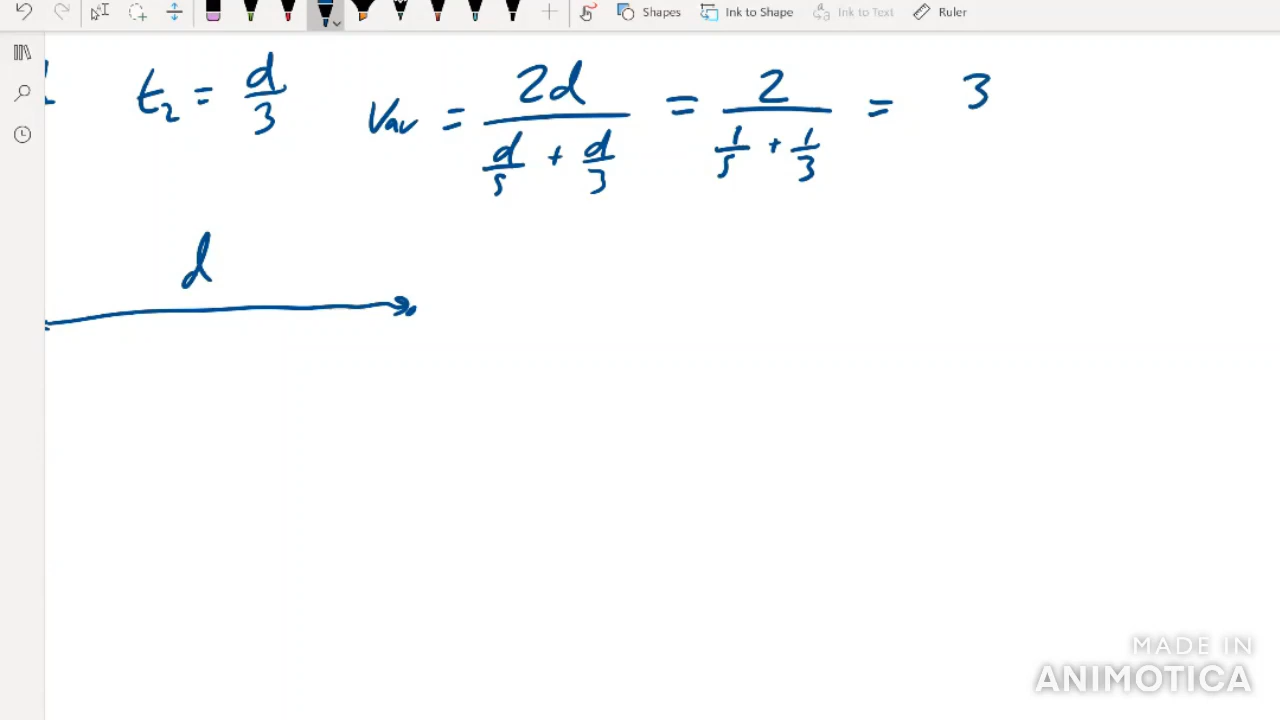 Shapes Ink to Shape Ink to Text Ruler
t₂ = d/3 Vav = 2d/(d/5 + d/3) = 2/(1/5 + 1/3) = 3
d
MADE IN
ANIMOTICA